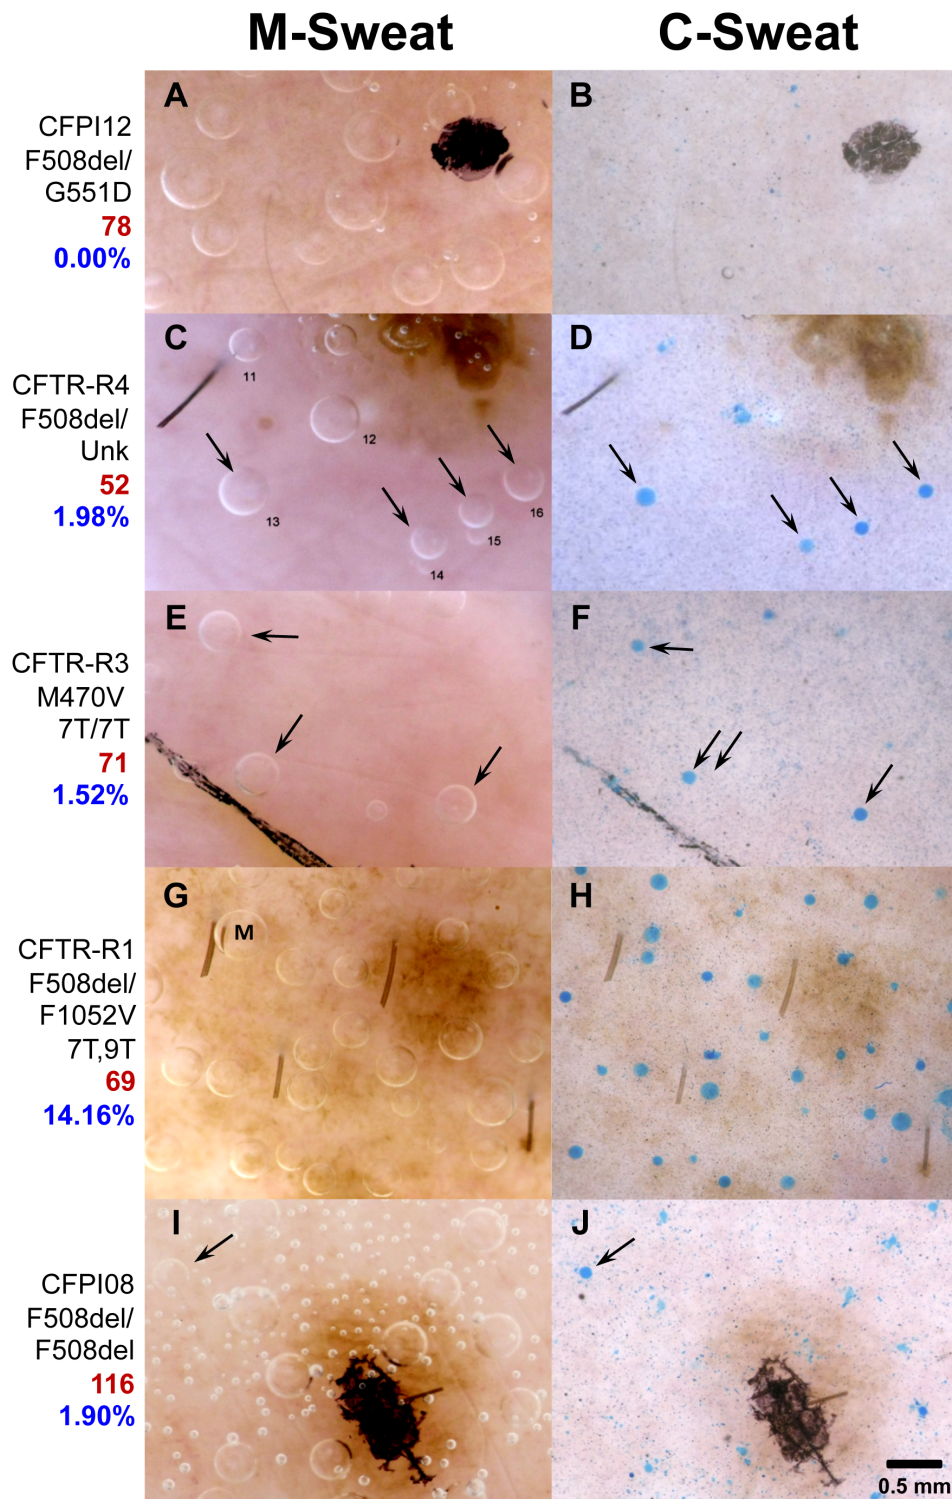 M-Sweat C-Sweat
A B
CFPI12
F508del/
G551D
78
0.00%
C D
11
12
13
14
15
16
CFTR-R4
F508del/
Unk
52
1.98%
E F
CFTR-R3
M470V
7T/7T
71
1.52%
G H
M
CFTR-R1
F508del/
F1052V
7T,9T
69
14.16%
I J
CFPI08
F508del/
F508del
116
1.90%
0.5 mm